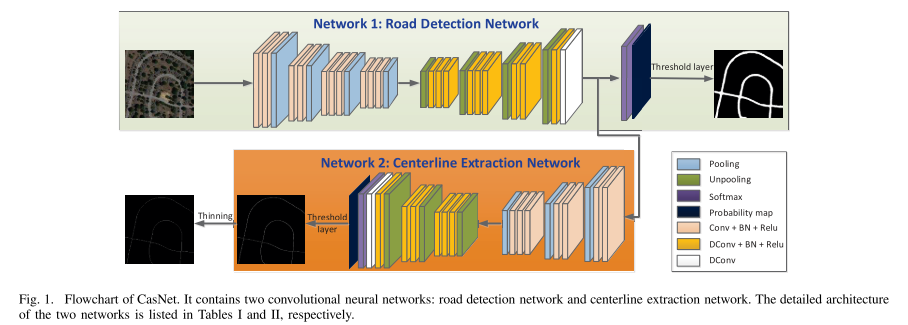 Network 1: Road Detection Network
Threshold layer
Network 2: Centerline Extraction Network
Thinning
Threshold
layer
Pooling
Unpooling
Softmax
Probability map
Conv + BN + Relu
DConv + BN + Relu
DConv
Fig. 1. Flowchart of CasNet. It contains two convolutional neural networks: road detection network and centerline extraction network. The detailed architecture
of the two networks is listed in Tables I and II, respectively.